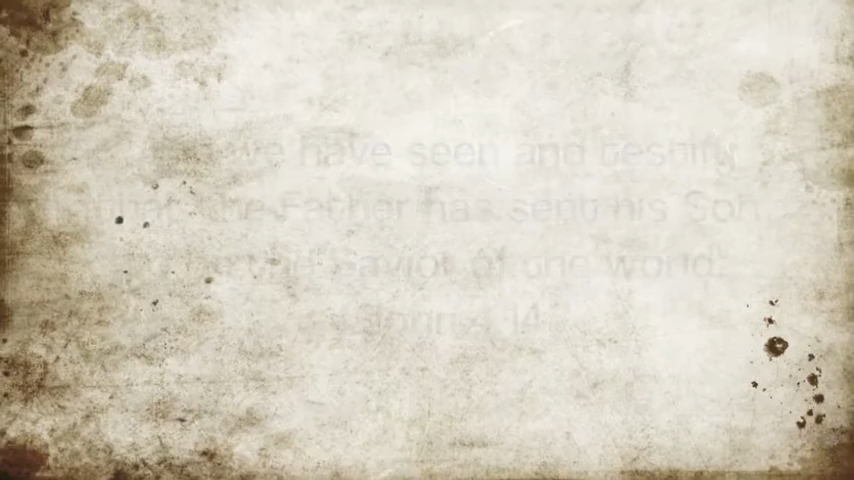 we have seen and testify
that the Father has sent his Son
the Savior of the world.
John 4:14